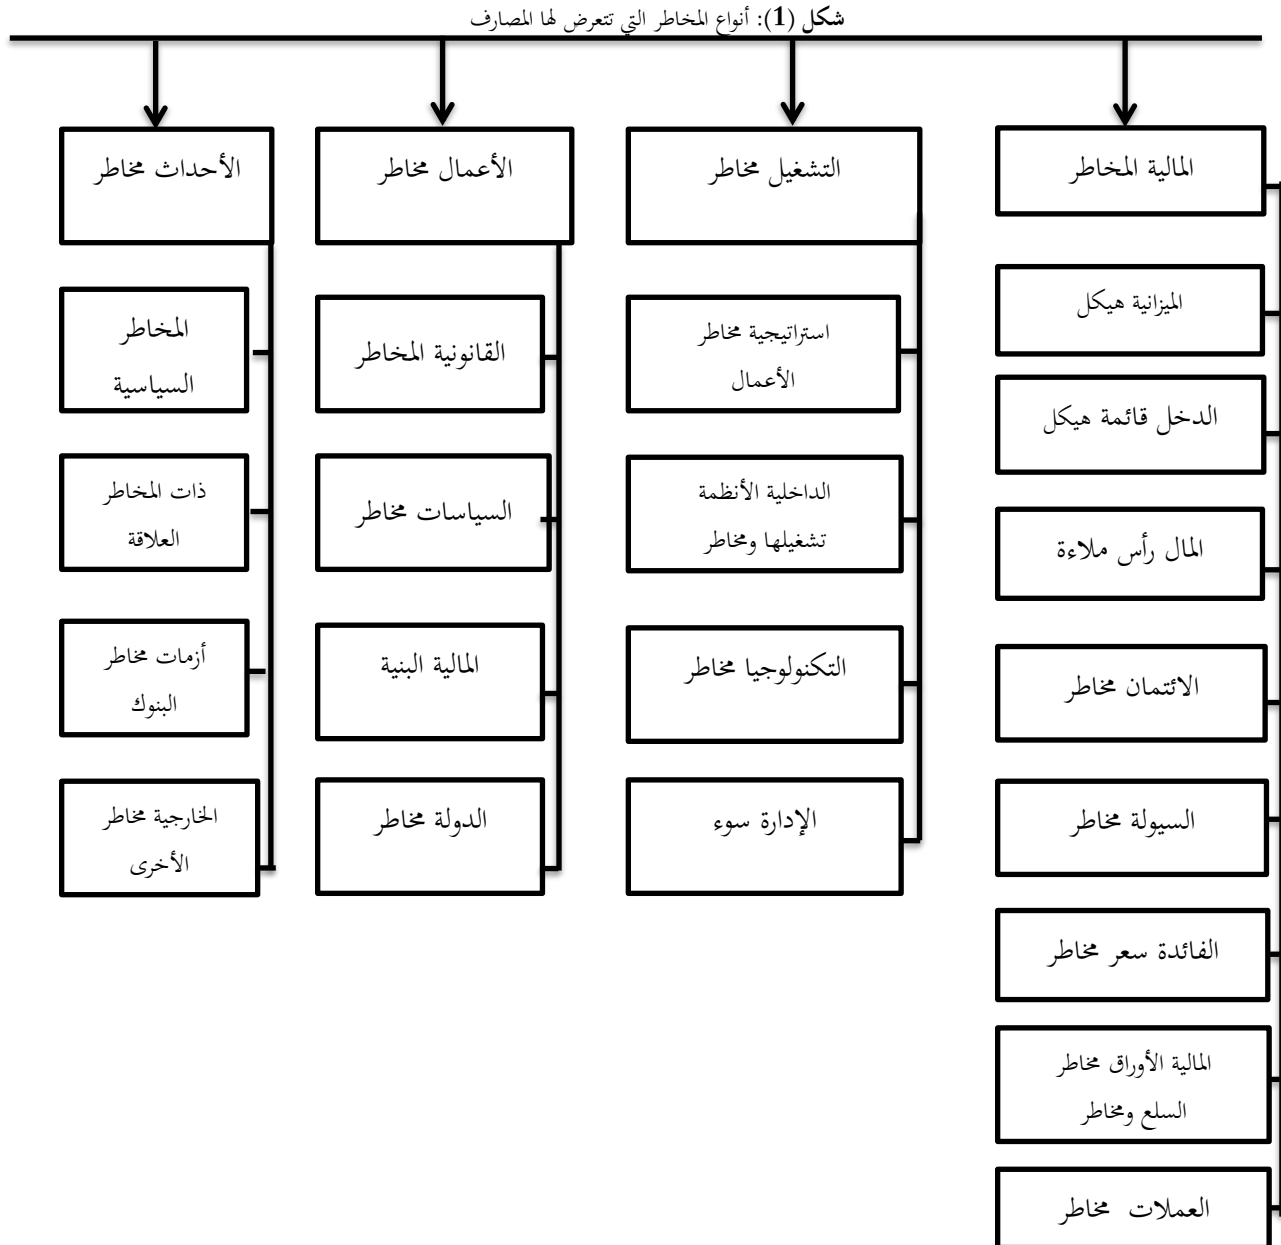 شكل (1): أنواع المخاطر التي تتعرض لها المصارف
المالية المخاطر
الميزانية هيكل
الدخل قائمة هيكل
المال رأس ملاءة
الائتمان مخاطر
السيولة مخاطر
الفائدة سعر مخاطر
المالية الأوراق مخاطر
السلع ومخاطر
العملات مخاطر
التشغيل مخاطر
استراتيجية مخاطر
الأعمال
الداخلية الأنظمة
تشغيلها ومخاطر
التكنولوجيا مخاطر
الإدارة سوء
الأعمال مخاطر
القانونية المخاطر
السياسات مخاطر
المالية البنية
الدولة مخاطر
الأحداث مخاطر
المخاطر
السياسية
ذات المخاطر
العلاقة
أزمات مخاطر
البنوك
الخارجية مخاطر
الأخرى